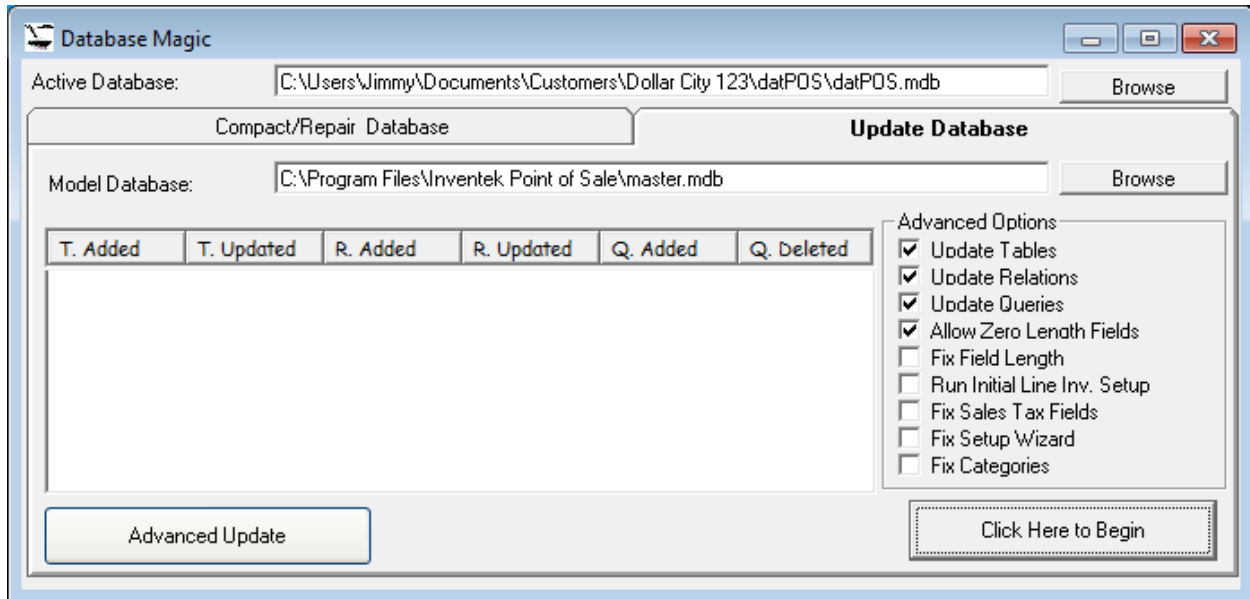 Database Magic
Active Database: C:\Users\Jimmy\Documents\Customers\Dollar City 123\datPOS\datPOS.mdb Browse
Compact/Repair Database Update Database
Model Database: C:\Program Files\Inventek Point of Sale\master.mdb Browse
Advanced Options
T. Added T. Updated R. Added R. Updated Q. Added Q. Deleted
Update Tables
Update Relations
Update Queries
Allow Zero Length Fields
Fix Field Length
Run Initial Line Inv. Setup
Fix Sales Tax Fields
Fix Setup Wizard
Fix Categories
Advanced Update Click Here to Begin